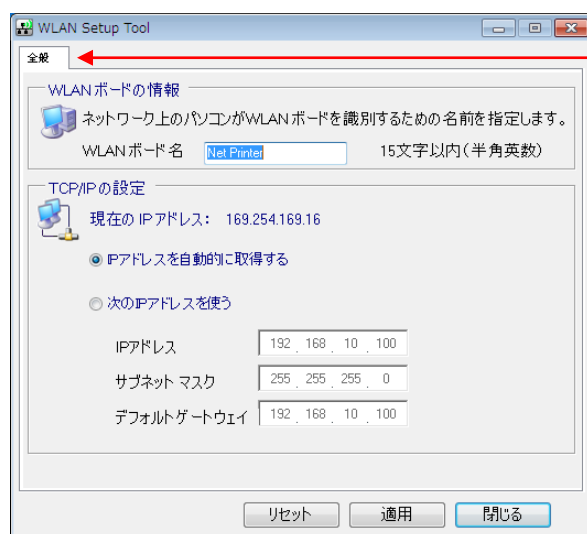 WLAN Setup Tool
全般
WLANボードの情報
ネットワーク上のパソコンがWLANボードを識別するための名前を指定します。
WLANボード名 Net Printer 15文字以内(半角英数)
TCP/IPの設定
現在のIPアドレス: 169.254.169.16
IPアドレスを自動的に取得する
次のIPアドレスを使う
IPアドレス 192 . 168 . 10 . 100
サブネット マスク 255 . 255 . 255 . 0
デフォルトゲートウェイ 192 . 168 . 10 . 100
リセット 適用 閉じる